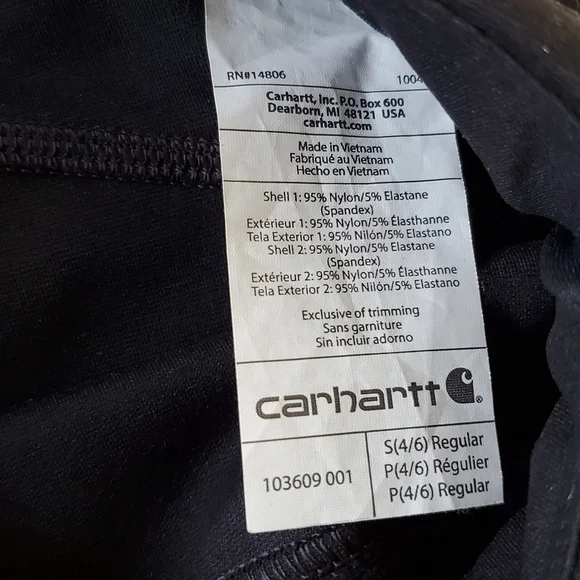 RN#14806 1004
Carhartt, Inc. P.O. Box 600
Dearborn, MI 48121 USA
carhartt.com
Made in Vietnam
Fabriqué au Vietnam
Hecho en Vietnam
Shell 1: 95% Nylon/5% Elastane
(Spandex)
Extérieur 1: 95% Nylon/5% Élasthanne
Tela Exterior 1: 95% Nilón/5% Elastano
Shell 2: 95% Nylon/5% Elastane
(Spandex)
Extérieur 2: 95% Nylon/5% Élasthanne
Tela Exterior 2: 95% Nilón/5% Elastano
Exclusive of trimming
Sans garniture
Sin incluir adorno
carhartt
103609 001
S(4/6) Regular
P(4/6) Régulier
P(4/6) Regular